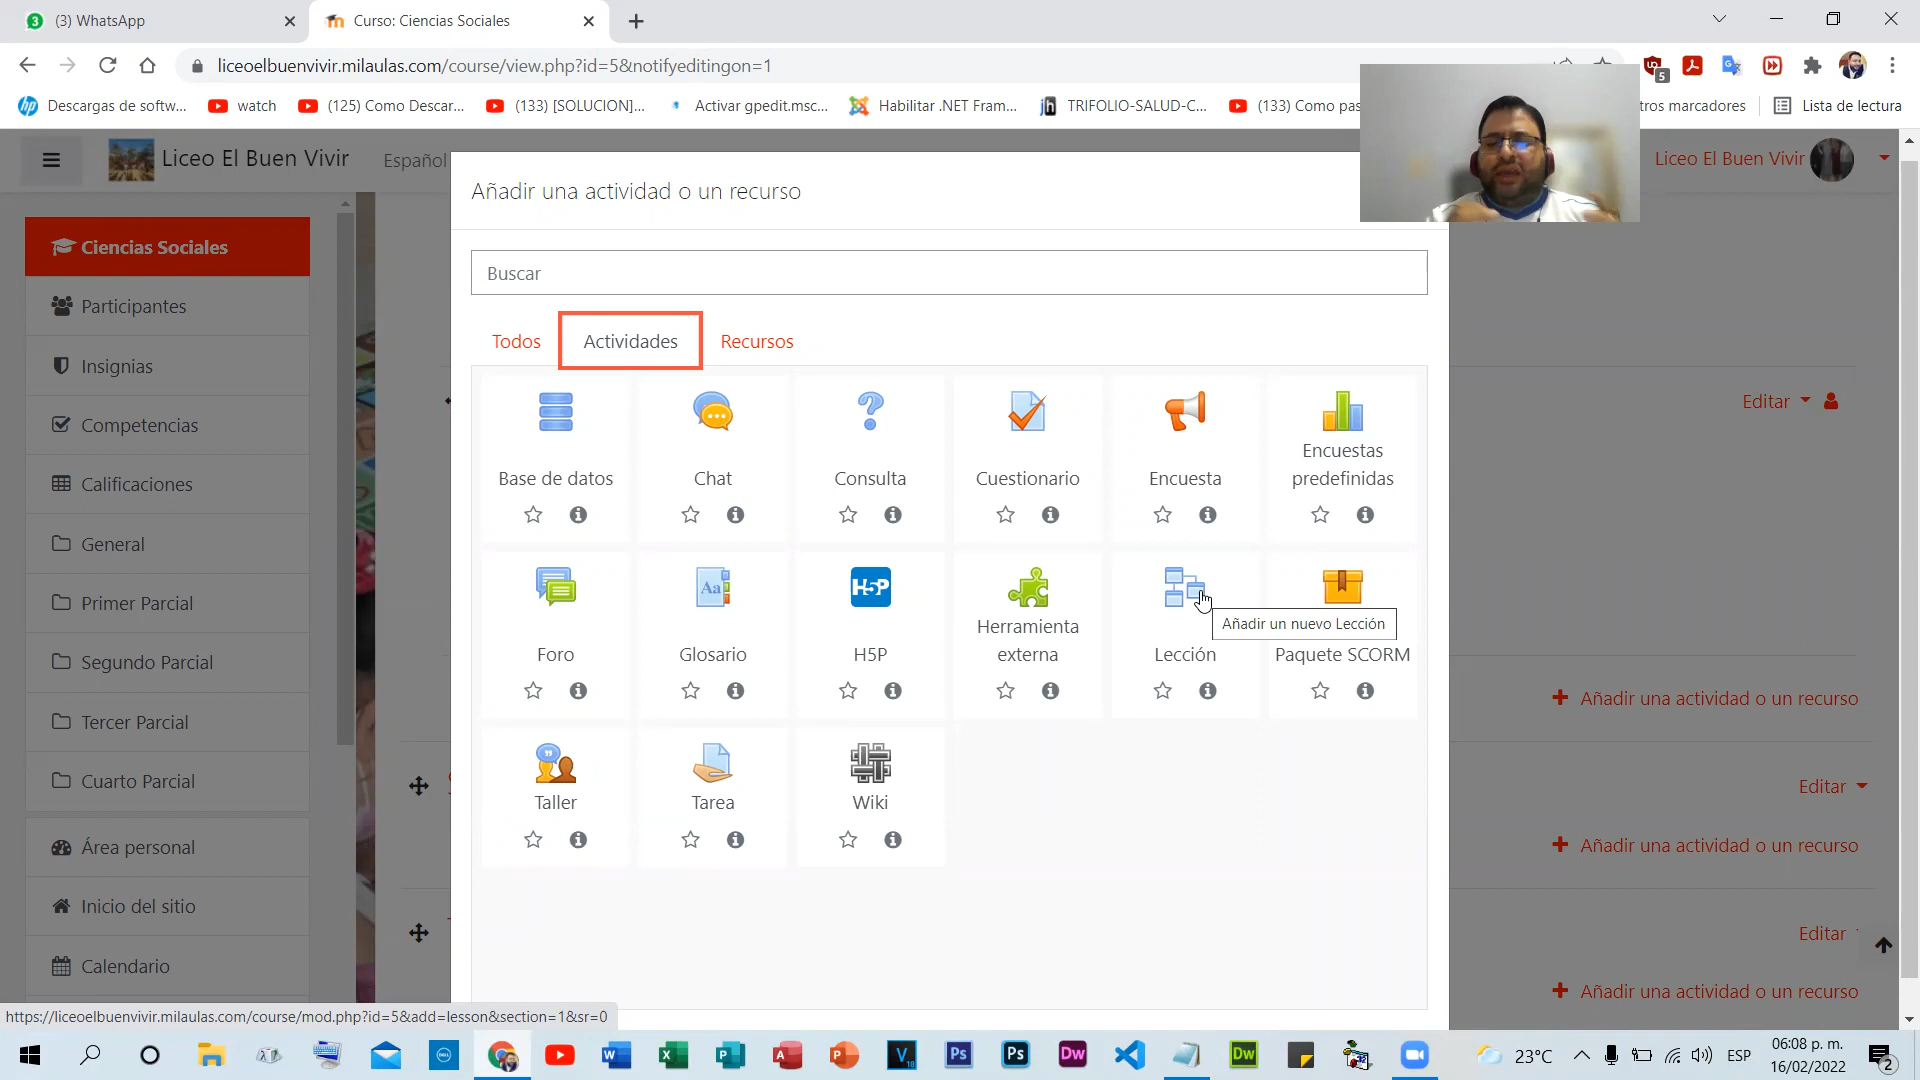 (3) WhatsApp
Curso: Ciencias Sociales
liceoelbuenvivir.milaulas.com/course/view.php?id=5&notifyeditingon=1
Descargas de softw...
watch
(125) Como Descar...
(133) [SOLUCION]...
Activar gpedit.msc...
Habilitar .NET Fram...
TRIFOLIO-SALUD-C...
(133) Como pas
tros marcadores
Lista de lectura
Liceo El Buen Vivir
Español
Liceo El Buen Vivir
Añadir una actividad o un recurso
Buscar
Todos
Actividades
Recursos
Ciencias Sociales
Participantes
Insignias
Competencias
Calificaciones
General
Primer Parcial
Segundo Parcial
Tercer Parcial
Cuarto Parcial
Área personal
Inicio del sitio
Calendario
Base de datos
Chat
Consulta
Cuestionario
Encuesta
Encuestas
predefinidas
Foro
Glosario
H5P
H5P
Herramienta
externa
Lección
Añadir un nuevo Lección
Paquete SCORM
Taller
Tarea
Wiki
Editar
Añadir una actividad o un recurso
Editar
Añadir una actividad o un recurso
Editar
Añadir una actividad o un recurso
https://liceoelbuenvivir.milaulas.com/course/mod.php?id=5&add=lesson&section=1&sr=0
23°C
ESP
06:08 p. m.
16/02/2022
2